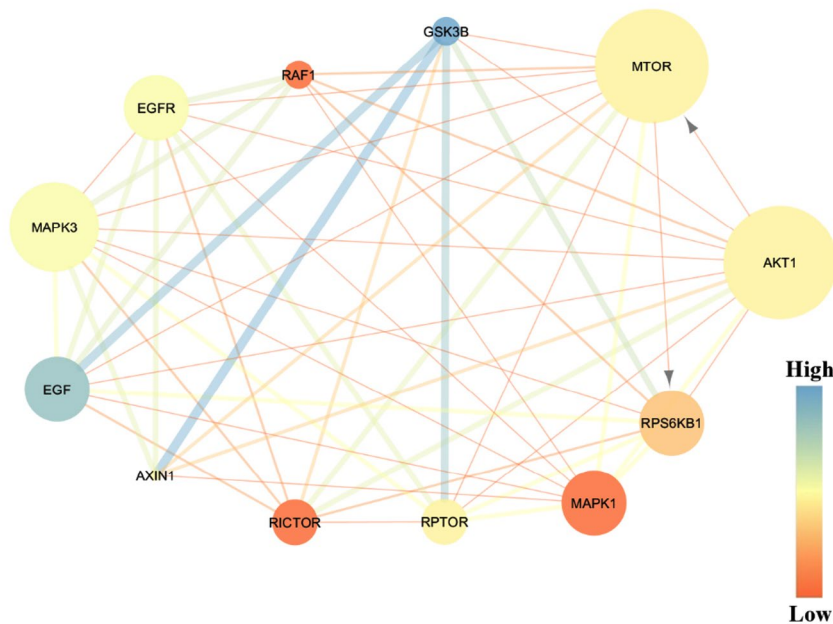 GSK3B
RAF1
MTOR
EGFR
MAPK3
AKT1
High
EGF
RPS6KB1
AXIN1
MAPK1
RICTOR
RPTOR
Low